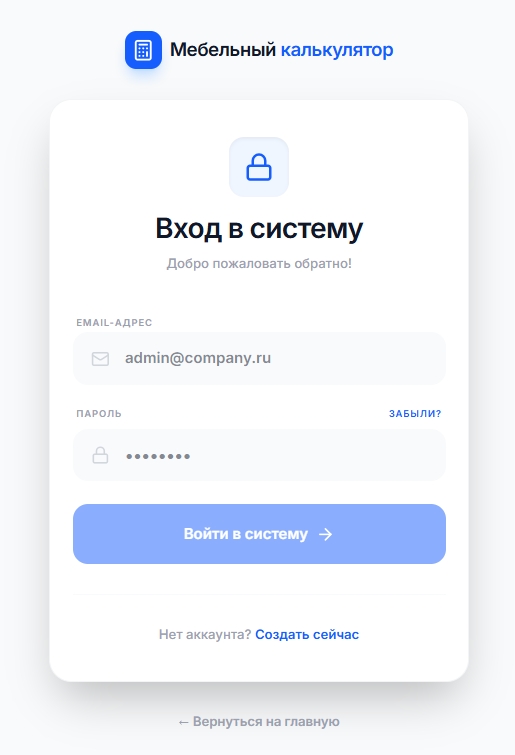 Мебельный калькулятор
Вход в систему
Добро пожаловать обратно!
EMAIL-АДРЕС
admin@company.ru
ПАРОЛЬ ЗАБЫЛИ?
••••••••
Войти в систему →
Нет аккаунта? Создать сейчас
← Вернуться на главную